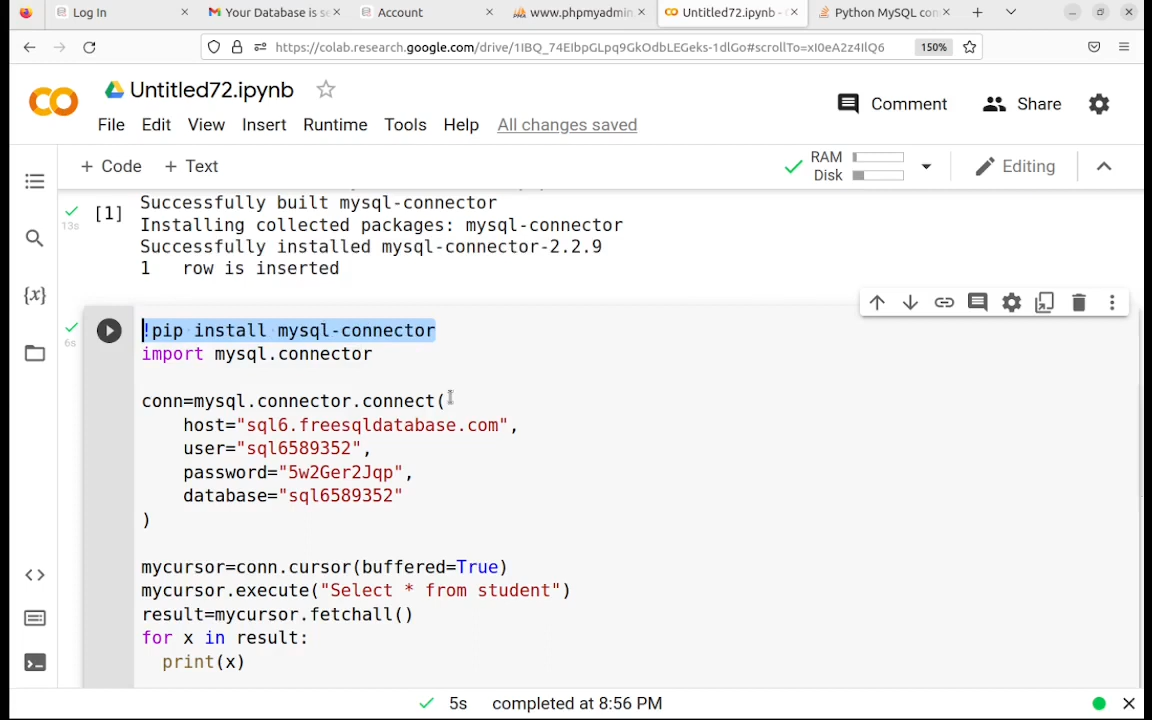 Log In
Your Database is se
Account
www.phpmyadmin
Untitled72.ipynb - C
Python MySQL con
https://colab.research.google.com/drive/1IBQ_74EIbpGLpq9GkOdbLEGeks-1dlGo#scrollTo=xI0eA2z4IlQ6
150%
Untitled72.ipynb
Comment
Share
File Edit View Insert Runtime Tools Help All changes saved
+ Code + Text
RAM
Disk
Editing
Successfully built mysql-connector
13s [1] Installing collected packages: mysql-connector
Successfully installed mysql-connector-2.2.9
1 row is inserted
{x}
6s
!pip install mysql-connector
import mysql.connector
conn=mysql.connector.connect(
host="sql6.freesqldatabase.com",
user="sql6589352",
password="5w2Ger2Jqp",
database="sql6589352"
)
mycursor=conn.cursor(buffered=True)
mycursor.execute("Select * from student")
result=mycursor.fetchall()
for x in result:
print(x)
5s completed at 8:56 PM